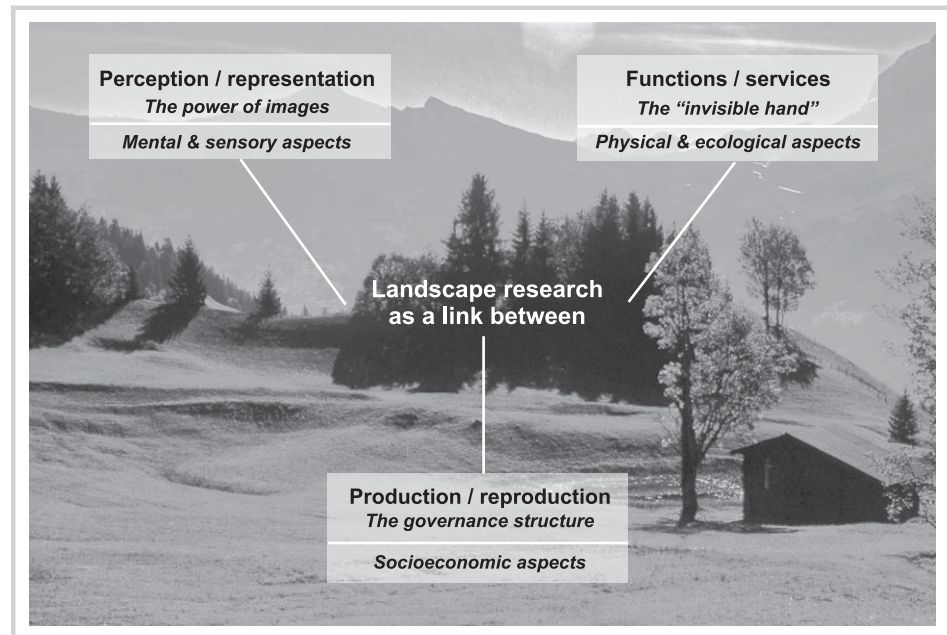 Perception / representation
The power of images
Mental & sensory aspects
Functions / services
The “invisible hand”
Physical & ecological aspects
Landscape research
as a link between
Production / reproduction
The governance structure
Socioeconomic aspects